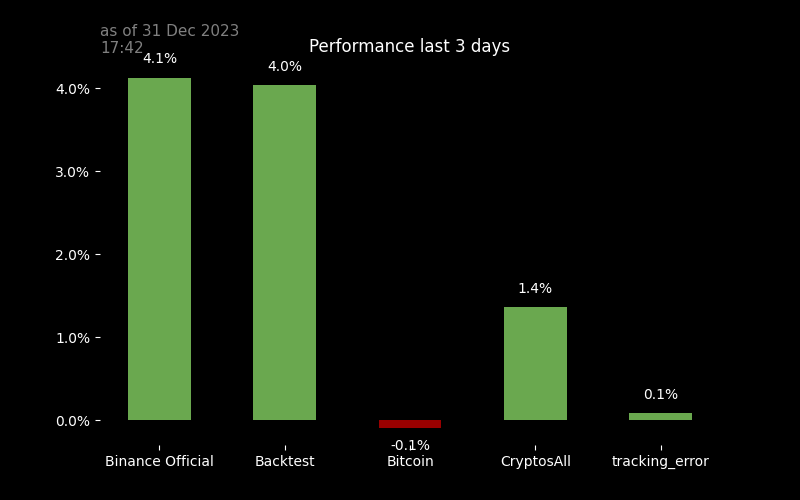 as of 31 Dec 2023
17:42
Performance last 3 days
4.1%
4.0%
-0.1%
1.4%
0.1%
4.0%
3.0%
2.0%
1.0%
0.0%
Binance Official
Backtest
Bitcoin
CryptosAll
tracking_error